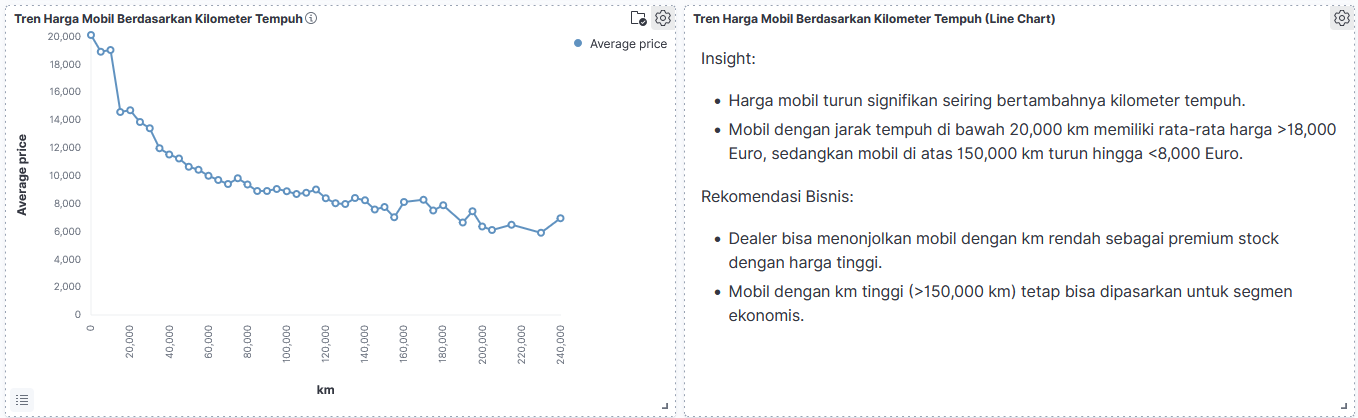 Tren Harga Mobil Berdasarkan Kilometer Tempuh
Average price
20,000
18,000
16,000
14,000
12,000
10,000
8,000
6,000
4,000
2,000
0
Average price
0
20,000
40,000
60,000
80,000
100,000
120,000
140,000
160,000
180,000
200,000
220,000
240,000
km
Tren Harga Mobil Berdasarkan Kilometer Tempuh (Line Chart)
Insight:
• Harga mobil turun signifikan seiring bertambahnya kilometer tempuh.
• Mobil dengan jarak tempuh di bawah 20,000 km memiliki rata-rata harga >18,000
Euro, sedangkan mobil di atas 150,000 km turun hingga <8,000 Euro.
Rekomendasi Bisnis:
• Dealer bisa menonjolkan mobil dengan km rendah sebagai premium stock
dengan harga tinggi.
• Mobil dengan km tinggi (>150,000 km) tetap bisa dipasarkan untuk segmen
ekonomis.